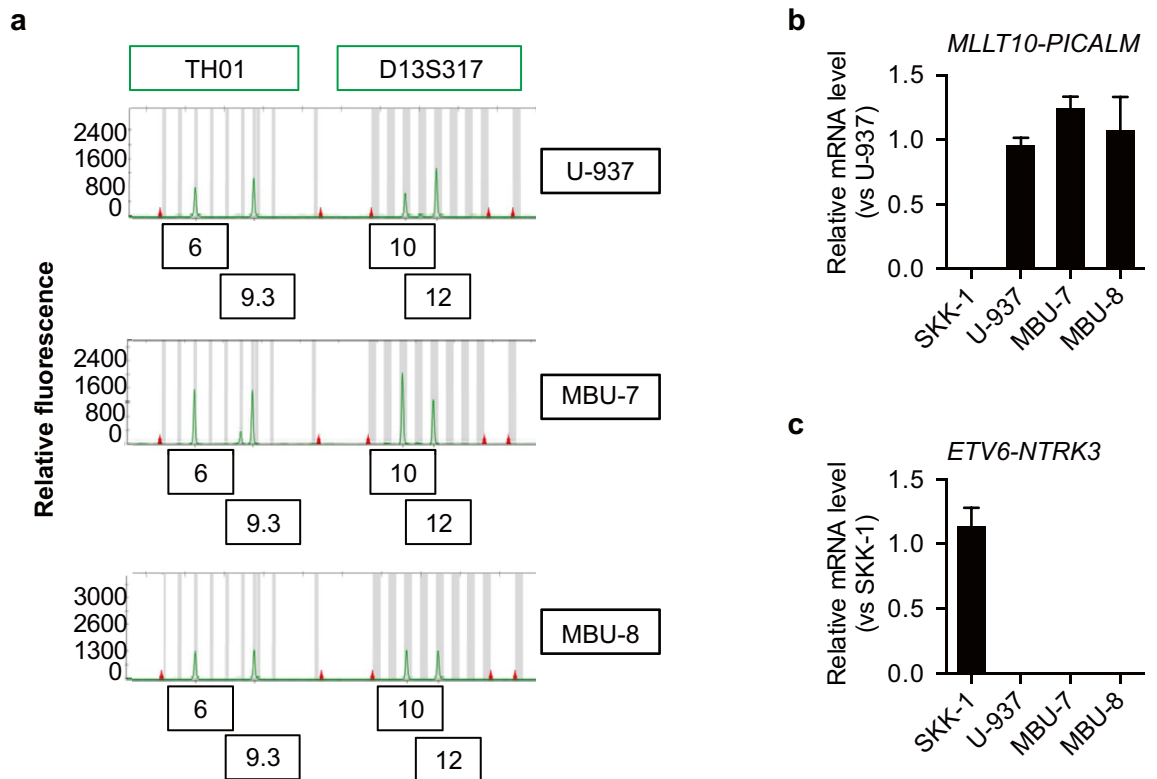 a
TH01
D13S317
Relative fluorescence
2400
1600
800
0
U-937
6
10
9.3
12
2400
1600
800
0
MBU-7
6
10
9.3
12
3000
2600
1300
0
MBU-8
6
10
9.3
12
b
MLLT10-PICALM
Relative mRNA level
(vs U-937)
1.5
1.0
0.5
0.0
SKK-1
U-937
MBU-7
MBU-8
c
ETV6-NTRK3
Relative mRNA level
(vs SKK-1)
1.5
1.0
0.5
0.0
SKK-1
U-937
MBU-7
MBU-8